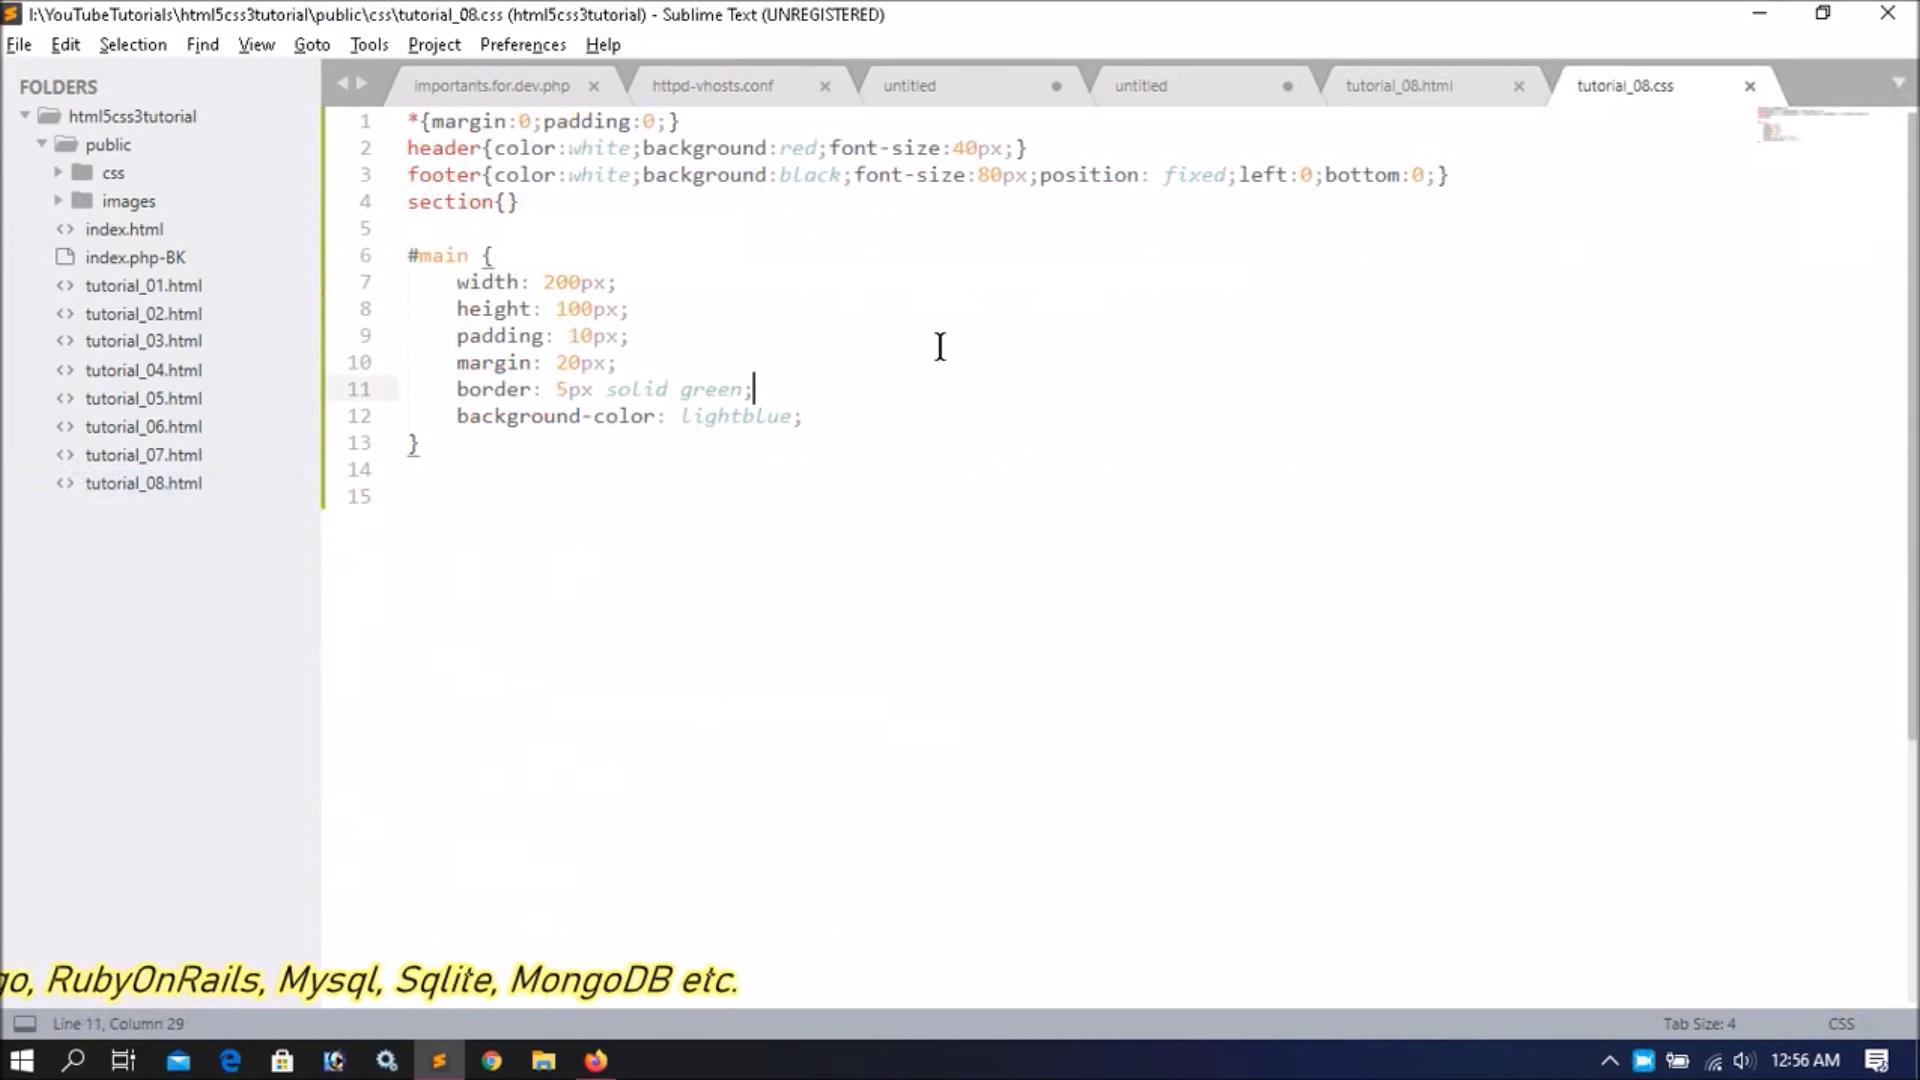 I:\YouTubeTutorials\html5css3tutorial\public\css\tutorial_08.css (html5css3tutorial) - Sublime Text (UNREGISTERED)
File Edit Selection Find View Goto Tools Project Preferences Help
FOLDERS
html5css3tutorial
public
css
images
index.html
index.php-BK
tutorial_01.html
tutorial_02.html
tutorial_03.html
tutorial_04.html
tutorial_05.html
tutorial_06.html
tutorial_07.html
tutorial_08.html
importants.for.dev.php httpd-vhosts.conf untitled untitled tutorial_08.html tutorial_08.css
1 *{margin:0;padding:0;}
2 header{color:white;background:red;font-size:40px;}
3 footer{color:white;background:black;font-size:80px;position: fixed;left:0;bottom:0;}
4 section{}
5
6 #main {
7 width: 200px;
8 height: 100px;
9 padding: 10px;
10 margin: 20px;
11 border: 5px solid green;
12 background-color: lightblue;
13 }
14
15
go, RubyOnRails, Mysql, Sqlite, MongoDB etc.
Line 11, Column 29 Tab Size: 4 CSS
12:56 AM